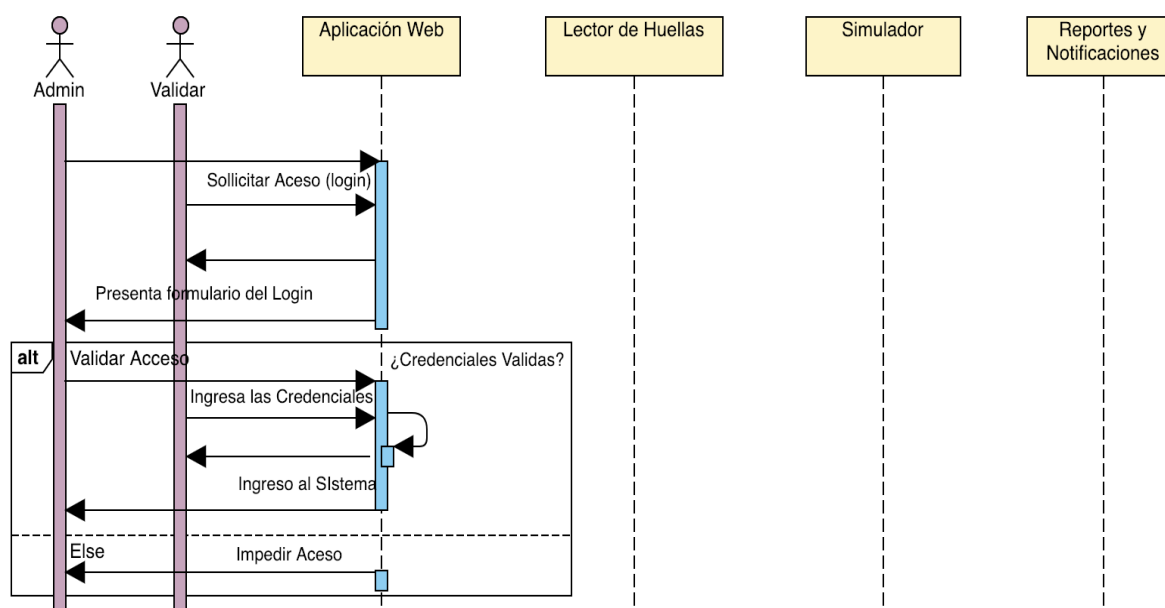 Aplicación Web
Lector de Huellas
Simulador
Reportes y
Notificaciones
Admin
Validar
Sollicitar Aceso (login)
Presenta formulario del Login
alt
Validar Acceso
¿Credenciales Validas?
Ingresa las Credenciales
Ingreso al SIstema
Else
Impedir Aceso